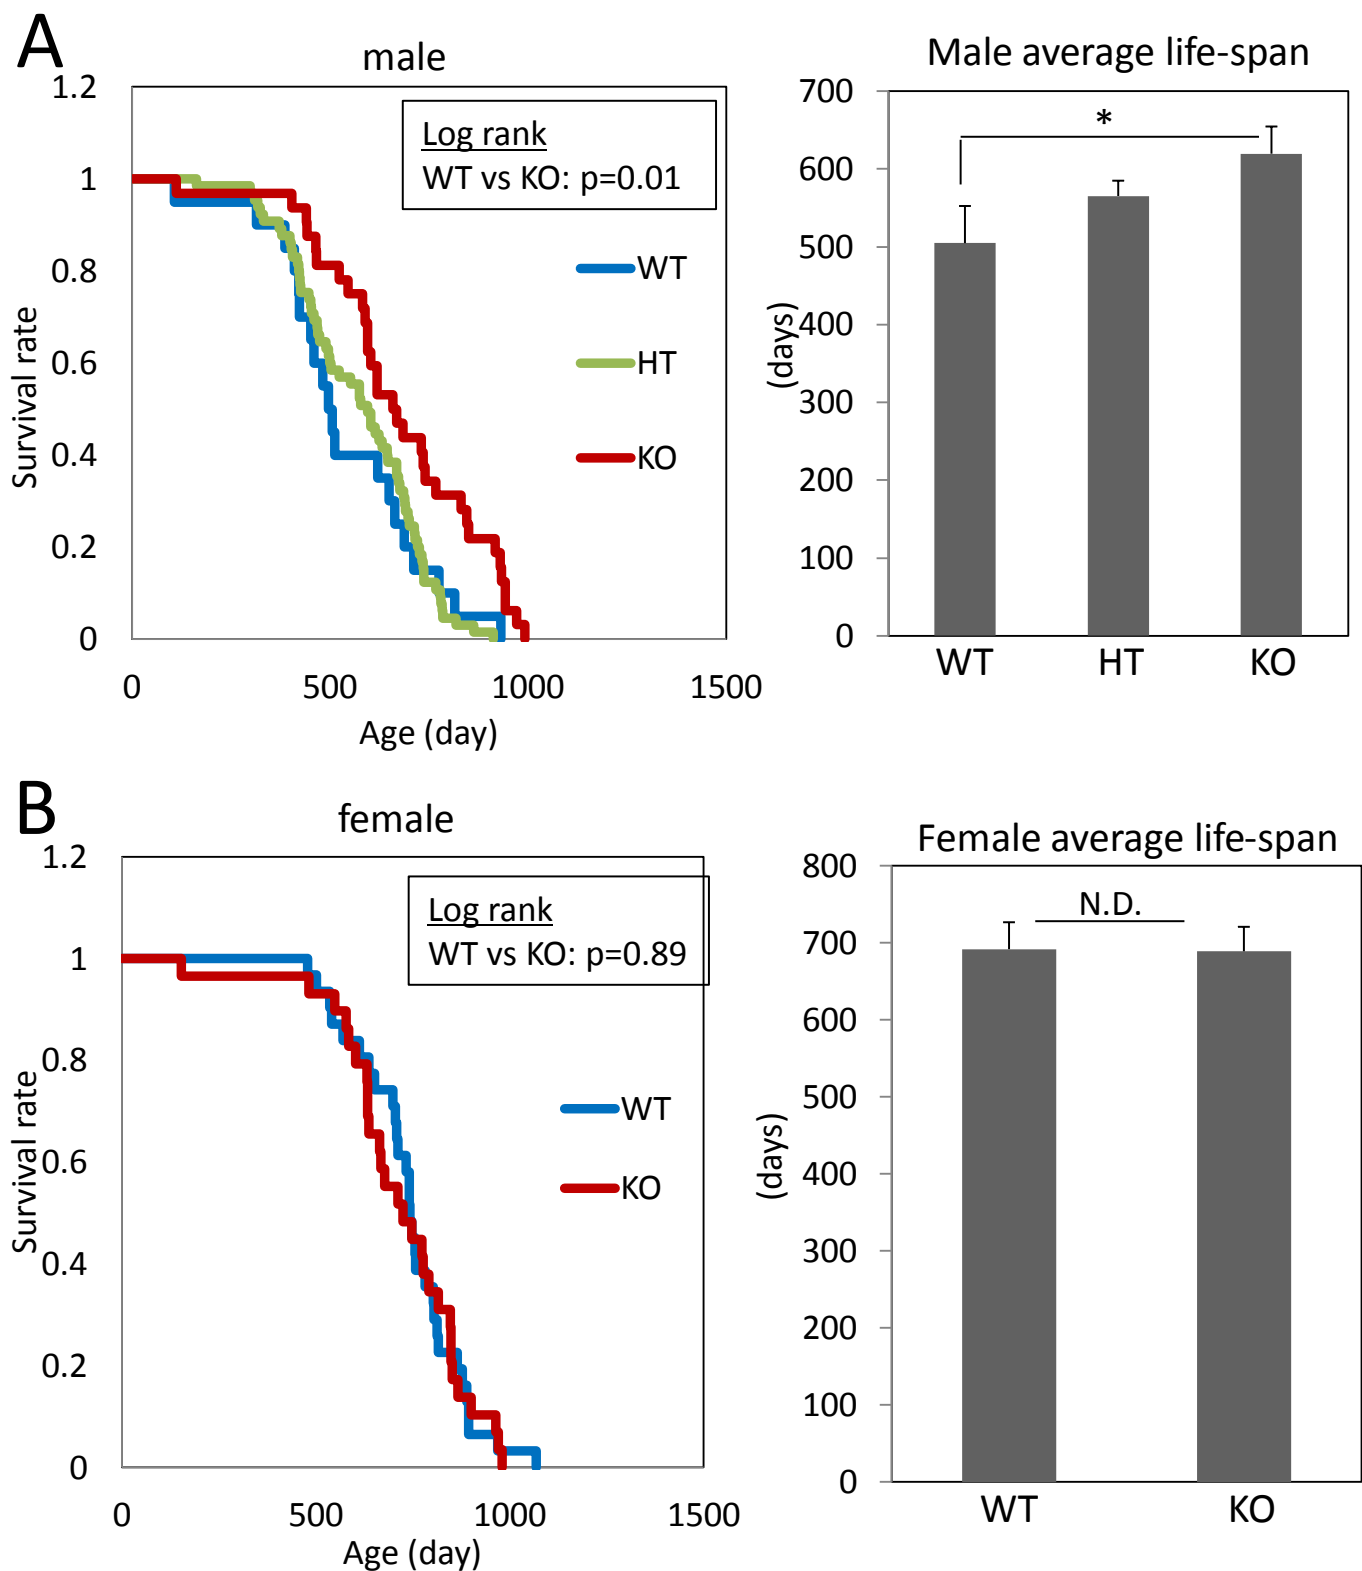 A
male
1.2
1
0.8
0.6
0.4
0.2
0
Survival rate
0
500
1000
1500
Age (day)
Log rank
WT vs KO: p=0.01
WT
HT
KO
Male average life-span
700
600
500
400
300
200
100
0
(days)
*
WT
HT
KO
B
female
1.2
1
0.8
0.6
0.4
0.2
0
Survival rate
0
500
1000
1500
Age (day)
Log rank
WT vs KO: p=0.89
WT
KO
Female average life-span
800
700
600
500
400
300
200
100
0
(days)
N.D.
WT
KO